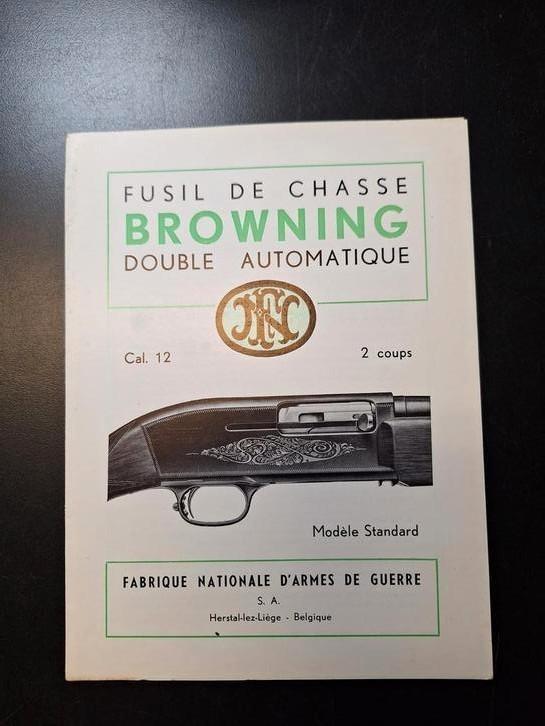 FUSIL DE CHASSE
BROWNING
DOUBLE AUTOMATIQUE
FN
Cal. 12 2 coups
Modèle Standard
FABRIQUE NATIONALE D'ARMES DE GUERRE
S. A.
Herstal-lez-Liège - Belgique